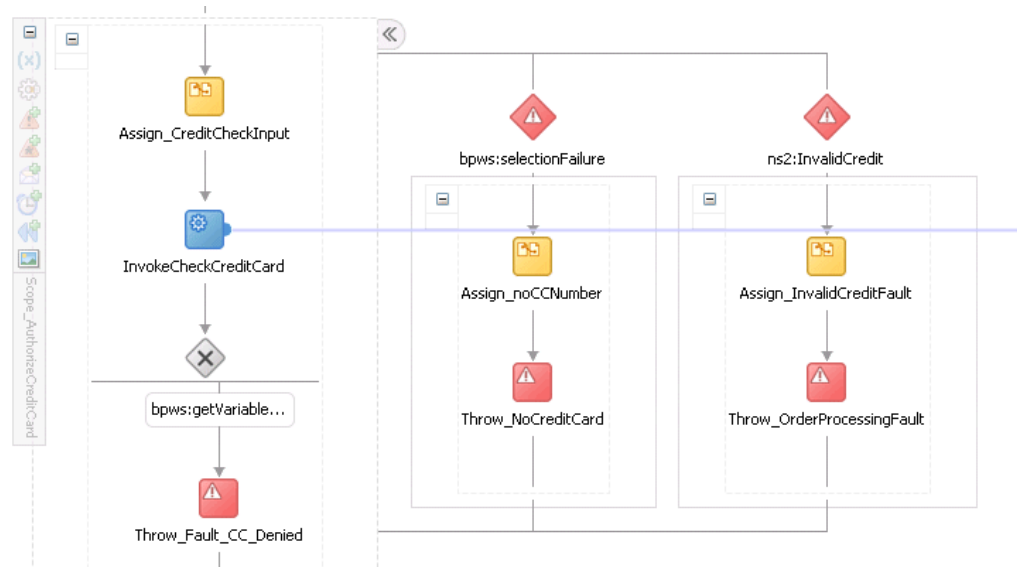 Assign_CreditCheckInput
InvokeCheckCreditCard
bpws:getVariable...
Throw_Fault_CC_Denied
Scope_AuthorizeCreditCard
bpws:selectionFailure
Assign_noCCNumber
Throw_NoCreditCard
ns2:InvalidCredit
Assign_InvalidCreditFault
Throw_OrderProcessingFault